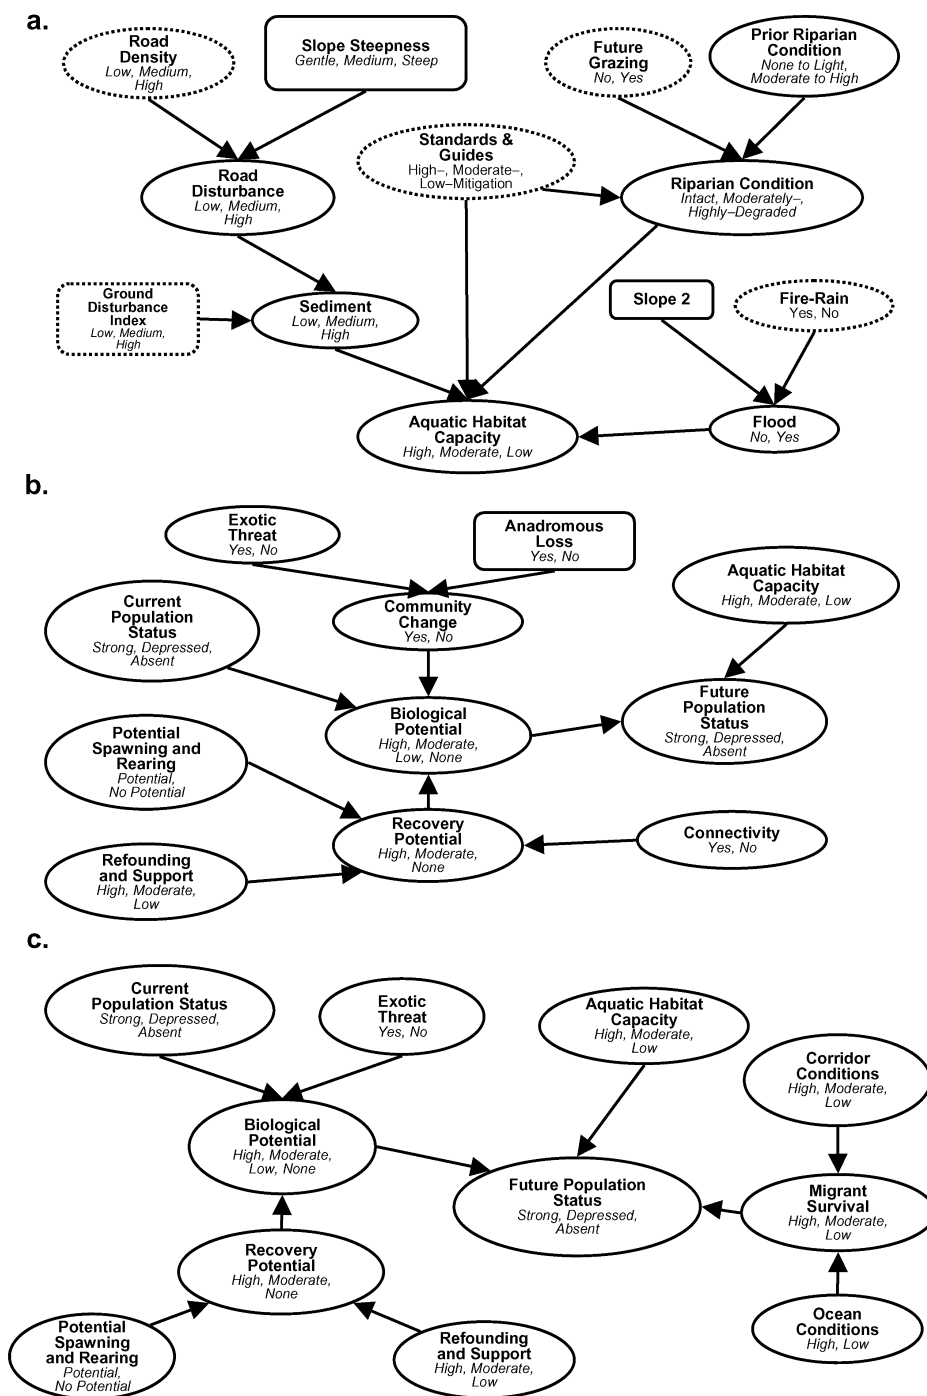 a.
Road
Density
Low, Medium,
High
Slope Steepness
Gentle, Medium, Steep
Future
Grazing
No, Yes
Prior Riparian
Condition
None to Light,
Moderate to High
Standards &
Guides
High–, Moderate–,
Low–Mitigation
Road
Disturbance
Low, Medium,
High
Riparian Condition
Intact, Moderately–,
Highly–Degraded
Ground
Disturbance
Index
Low, Medium,
High
Sediment
Low, Medium,
High
Slope 2
Fire-Rain
Yes, No
Aquatic Habitat
Capacity
High, Moderate, Low
Flood
No, Yes
b.
Exotic
Threat
Yes, No
Anadromous
Loss
Yes, No
Aquatic Habitat
Capacity
High, Moderate, Low
Current
Population
Status
Strong, Depressed,
Absent
Community
Change
Yes, No
Biological
Potential
High, Moderate,
Low, None
Future
Population
Status
Strong, Depressed,
Absent
Potential
Spawning and
Rearing
Potential,
No Potential
Recovery
Potential
High, Moderate,
None
Connectivity
Yes, No
Refounding
and Support
High, Moderate,
Low
c.
Current
Population Status
Strong, Depressed,
Absent
Exotic
Threat
Yes, No
Aquatic Habitat
Capacity
High, Moderate,
Low
Corridor
Conditions
High, Moderate,
Low
Biological
Potential
High, Moderate,
Low, None
Future Population
Status
Strong, Depressed,
Absent
Migrant
Survival
High, Moderate,
Low
Recovery
Potential
High, Moderate,
None
Potential
Spawning
and Rearing
Potential,
No Potential
Refounding
and Support
High, Moderate,
Low
Ocean
Conditions
High, Low